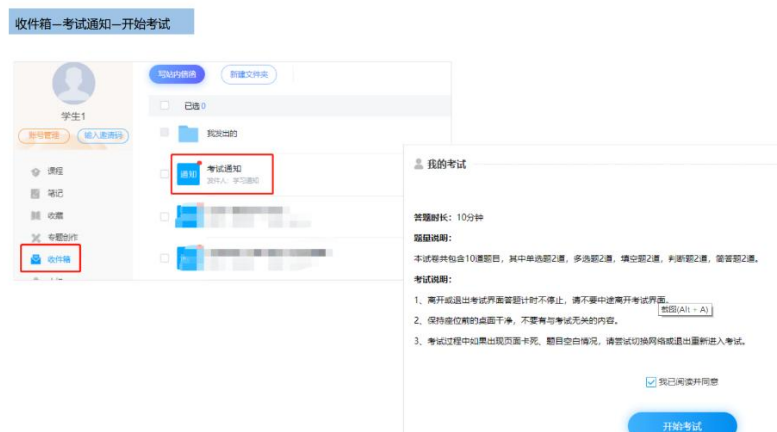 收件箱—考试通知—开始考试
新建文件夹
学生1
已选 0
账号管理
输入邀请码
我发出的
课程
通知
考试通知
发件人：学习通知
笔记
收藏
专题创作
收件箱
我的考试
答题时长：10分钟
题量说明：
本试卷共包含10道题目，其中单选题2道，多选题2道，填空题2道，判断题2道，简答题2道。
考试说明：
1、离开或退出考试界面答题计时不停止，请不要中途离开考试界面。
截图(Alt + A)
2、保持座位前的桌面干净，不要有与考试无关的内容。
3、考试过程中如果出现页面卡死、题目空白情况，请尝试切换网络或退出重新进入考试。
我已阅读并同意
开始考试